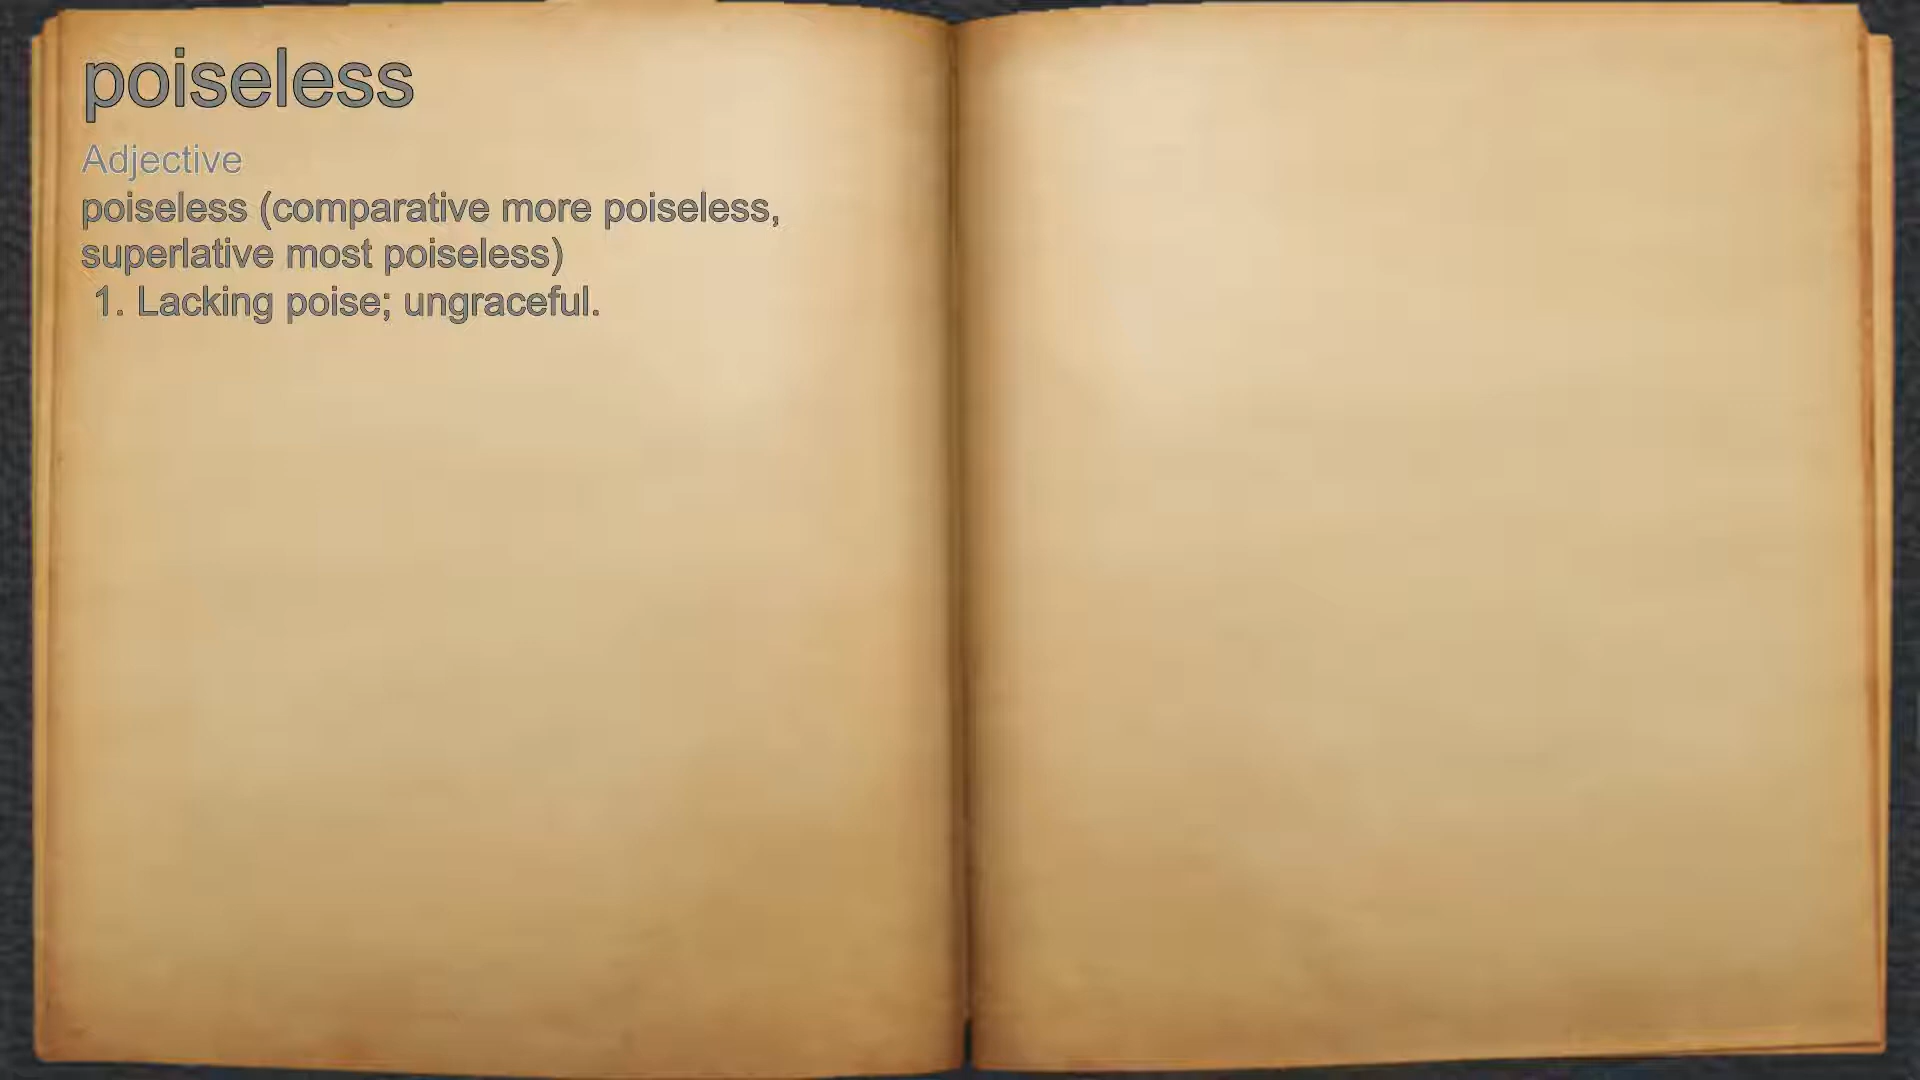 poiseless
Adjective
poiseless (comparative more poiseless,
superlative most poiseless)
1. Lacking poise; ungraceful.